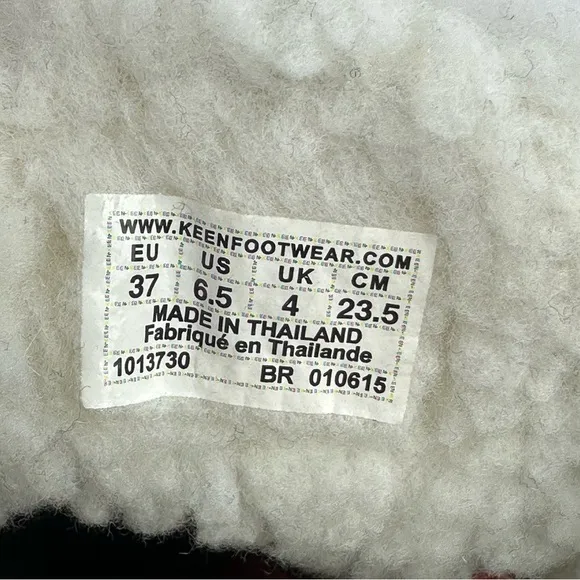 WWW.KEENFOOTWEAR.COM
EU US UK CM
37 6.5 4 23.5
MADE IN THAILAND
Fabriqué en Thaïlande
1013730 BR 010615